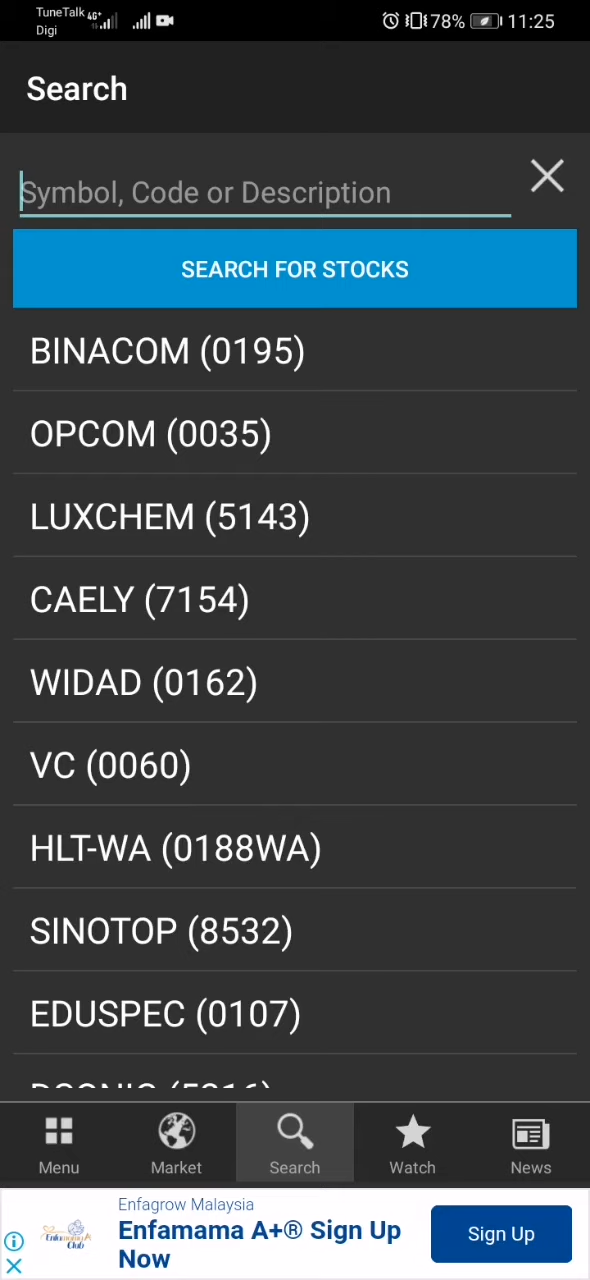 TuneTalk
Digi
4G+
78%
11:25
Search
Symbol, Code or Description
SEARCH FOR STOCKS
BINACOM (0195)
OPCOM (0035)
LUXCHEM (5143)
CAELY (7154)
WIDAD (0162)
VC (0060)
HLT-WA (0188WA)
SINOTOP (8532)
EDUSPEC (0107)
Menu
Market
Search
Watch
News
Enfagrow Malaysia
Enfamama A+® Sign Up
Now
Sign Up